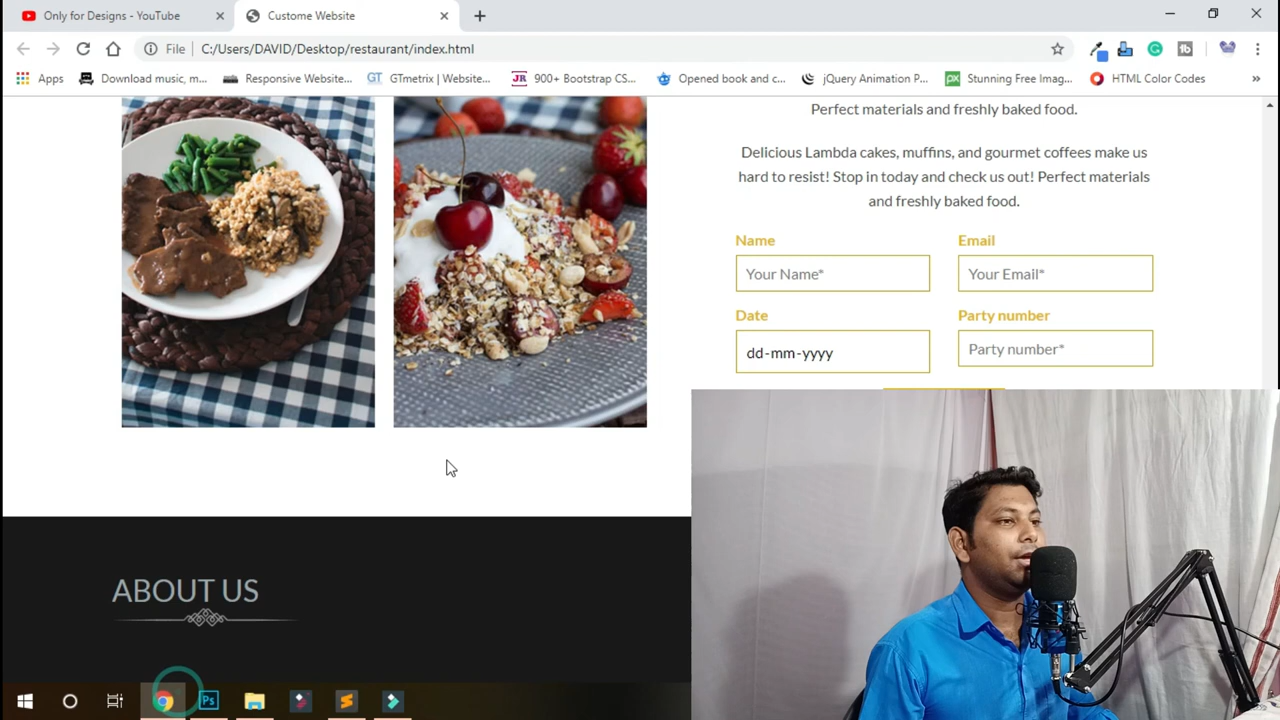 Only for Designs - YouTube
Custome Website
File
C:/Users/DAVID/Desktop/restaurant/index.html
Apps
Download music, m...
Responsive Website...
GT
GTmetrix | Website...
JR
900+ Bootstrap CS...
Opened book and c...
jQuery Animation P...
px
Stunning Free Imag...
HTML Color Codes
Perfect materials and freshly baked food.
Delicious Lambda cakes, muffins, and gourmet coffees make us
hard to resist! Stop in today and check us out! Perfect materials
and freshly baked food.
Name
Email
Your Name*
Your Email*
Date
Party number
dd-mm-yyyy
Party number*
ABOUT US
Ps